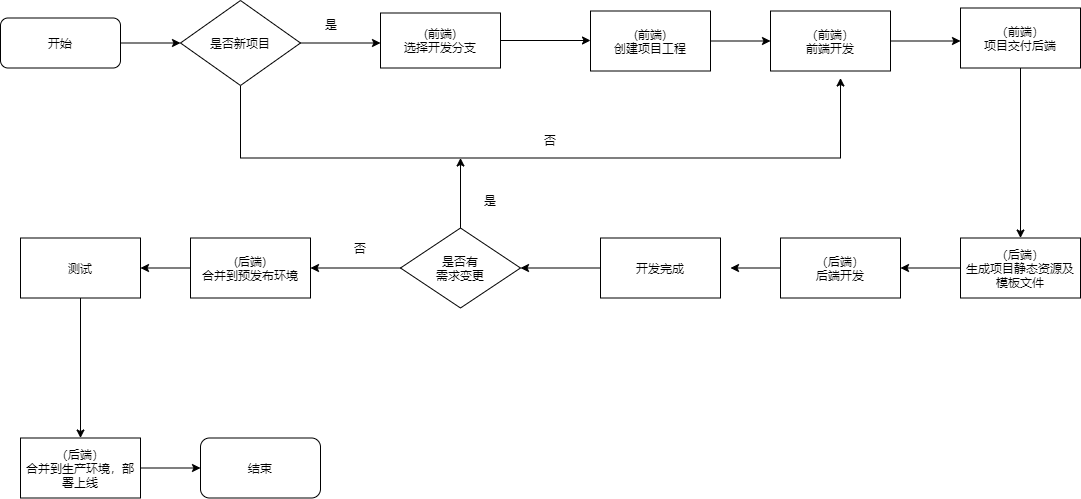 开始
是否新项目
是
（前端）
选择开发分支
（前端）
创建项目工程
（前端）
前端开发
（前端）
项目交付后端
否
是
测试
（后端）
合并到预发布环境
否
是否有
需求变更
开发完成
（后端）
后端开发
（后端）
生成项目静态资源及
模板文件
（后端）
合并到生产环境，部
署上线
结束